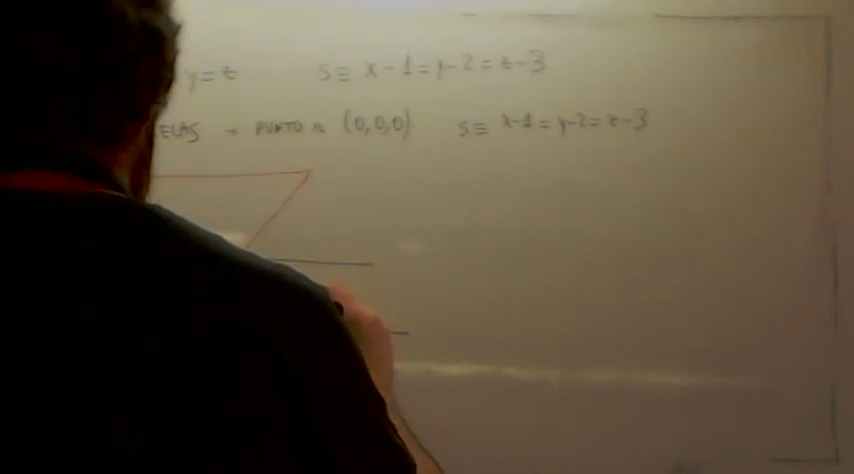 y=z S≡ x-1=y-2=z-3
ELAS → PUNTO r (0,0,0) S≡ x-1=y-2=z-3